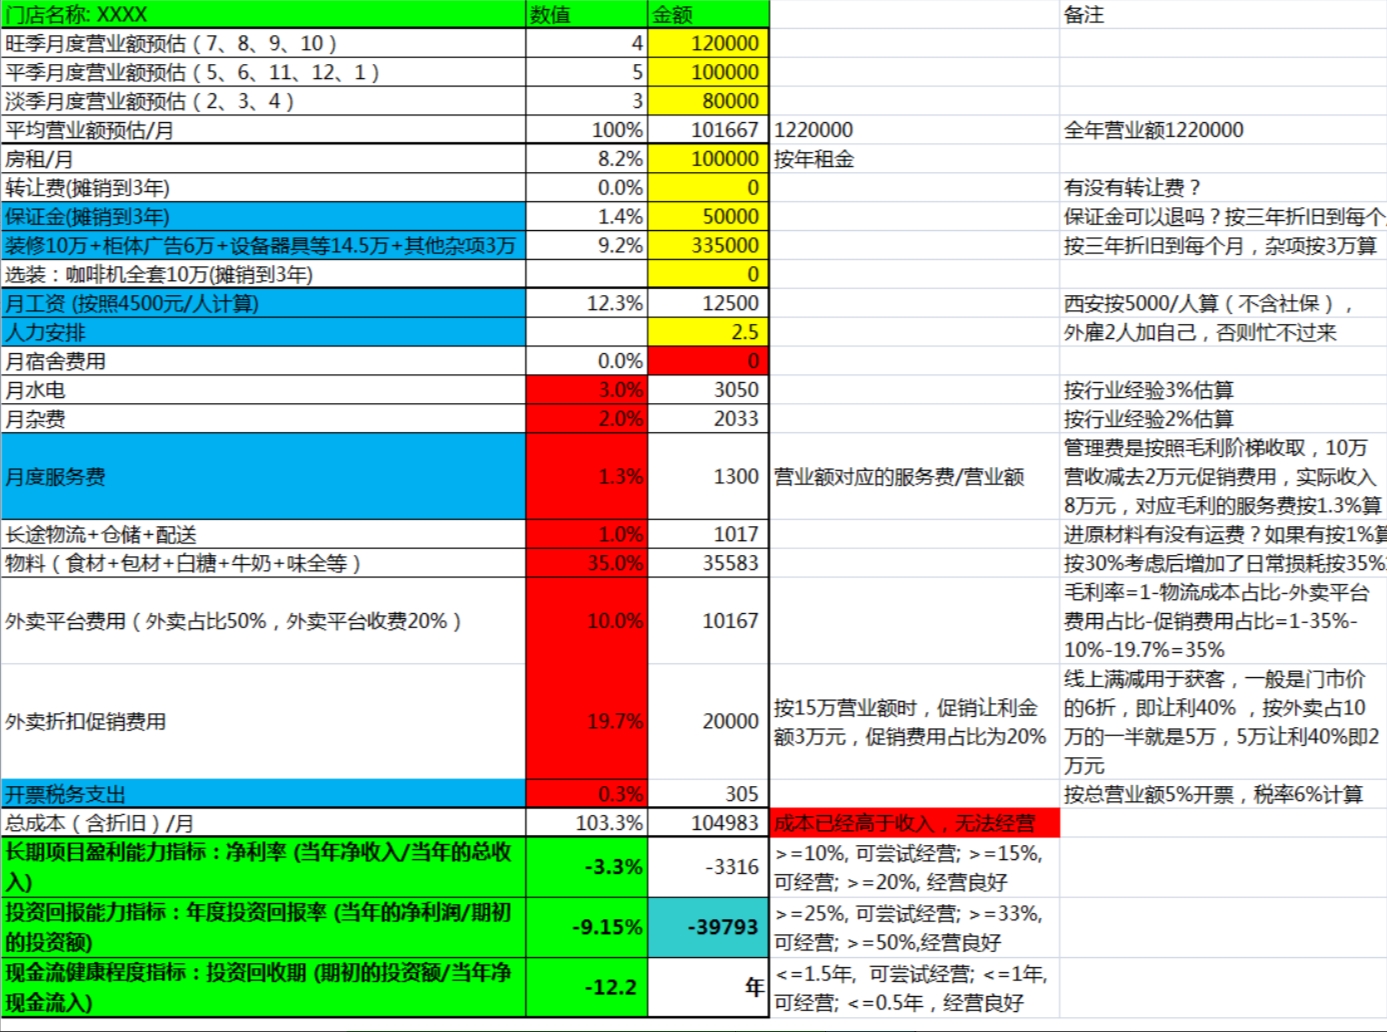 门店名称: XXXX 数值 金额 备注
旺季月度营业额预估（7、8、9、10） 4 120000
平季月度营业额预估（5、6、11、12、1） 5 100000
淡季月度营业额预估（2、3、4） 3 80000
平均营业额预估/月 100% 101667 1220000 全年营业额1220000
房租/月 8.2% 100000 按年租金
转让费(摊销到3年) 0.0% 0 有没有转让费？
保证金(摊销到3年) 1.4% 50000 保证金可以退吗？按三年折旧到每个
装修10万+柜体广告6万+设备器具等14.5万+其他杂项3万 9.2% 335000 按三年折旧到每个月，杂项按3万算
选装：咖啡机全套10万(摊销到3年) 0
月工资 (按照4500元/人计算) 12.3% 12500 西安按5000/人算（不含社保），
人力安排 2.5 外雇2人加自己，否则忙不过来
月宿舍费用 0.0% 0
月水电 3.0% 3050 按行业经验3%估算
月杂费 2.0% 2033 按行业经验2%估算
月度服务费 1.3% 1300 营业额对应的服务费/营业额
管理费是按照毛利阶梯收取，10万
营收减去2万元促销费用，实际收入
8万元，对应毛利的服务费按1.3%算
长途物流+仓储+配送 1.0% 1017 进原材料有没有运费？如果有按1%算
物料（食材+包材+白糖+牛奶+味全等） 35.0% 35583 按30%考虑后增加了日常损耗按35%
外卖平台费用（外卖占比50%，外卖平台收费20%） 10.0% 10167
毛利率=1-物流成本占比-外卖平台
费用占比-促销费用占比=1-35%-
10%-19.7%=35%
外卖折扣促销费用 19.7% 20000
按15万营业额时，促销让利金
额3万元，促销费用占比为20%
线上满减用于获客，一般是门市价
的6折，即让利40% ，按外卖占10
万的一半就是5万，5万让利40%即2
万元
开票税务支出 0.3% 305 按总营业额5%开票，税率6%计算
总成本（含折旧）/月 103.3% 104983 成本已经高于收入，无法经营
长期项目盈利能力指标：净利率 (当年净收入/当年的总收
入) -3.3% -3316
>=10%, 可尝试经营; >=15%,
可经营; >=20%, 经营良好
投资回报能力指标：年度投资回报率 (当年的净利润/期初
的投资额) -9.15% -39793
>=25%, 可尝试经营; >=33%,
可经营; >=50%,经营良好
现金流健康程度指标：投资回收期 (期初的投资额/当年净
现金流入) -12.2 年
<=1.5年, 可尝试经营; <=1年,
可经营; <=0.5年，经营良好